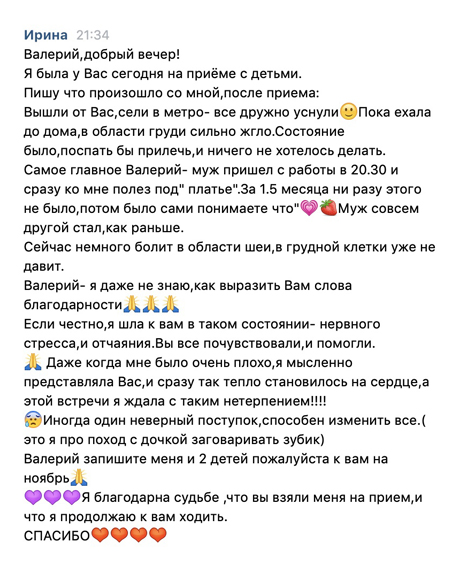 Ирина 21:34
Валерий,добрый вечер!
Я была у Вас сегодня на приёме с детьми.
Пишу что произошло со мной,после приема:
Вышли от Вас,сели в метро- все дружно уснули🙂Пока ехала
до дома,в области груди сильно жгло.Состояние
было,поспать бы прилечь,и ничего не хотелось делать.
Самое главное Валерий- муж пришел с работы в 20.30 и
сразу ко мне полез под" платье".За 1.5 месяца ни разу этого
не было,потом было сами понимаете что"💗🍓Муж совсем
другой стал,как раньше.
Сейчас немного болит в области шеи,в грудной клетки уже не
давит.
Валерий- я даже не знаю,как выразить Вам слова
благодарности🙏🙏🙏
Если честно,я шла к вам в таком состоянии- нервного
стресса,и отчаяния.Вы все почувствовали,и помогли.
🙏 Даже когда мне было очень плохо,я мысленно
представляла Вас,и сразу так тепло становилось на сердце,а
этой встречи я ждала с таким нетерпением!!!!
😰Иногда один неверный поступок,способен изменить все.(
это я про поход с дочкой заговаривать зубик)
Валерий запишите меня и 2 детей пожалуйста к вам на
ноябрь🙏
💜💜💜Я благодарна судьбе ,что вы взяли меня на прием,и
что я продолжаю к вам ходить.
СПАСИБО❤️❤️❤️❤️